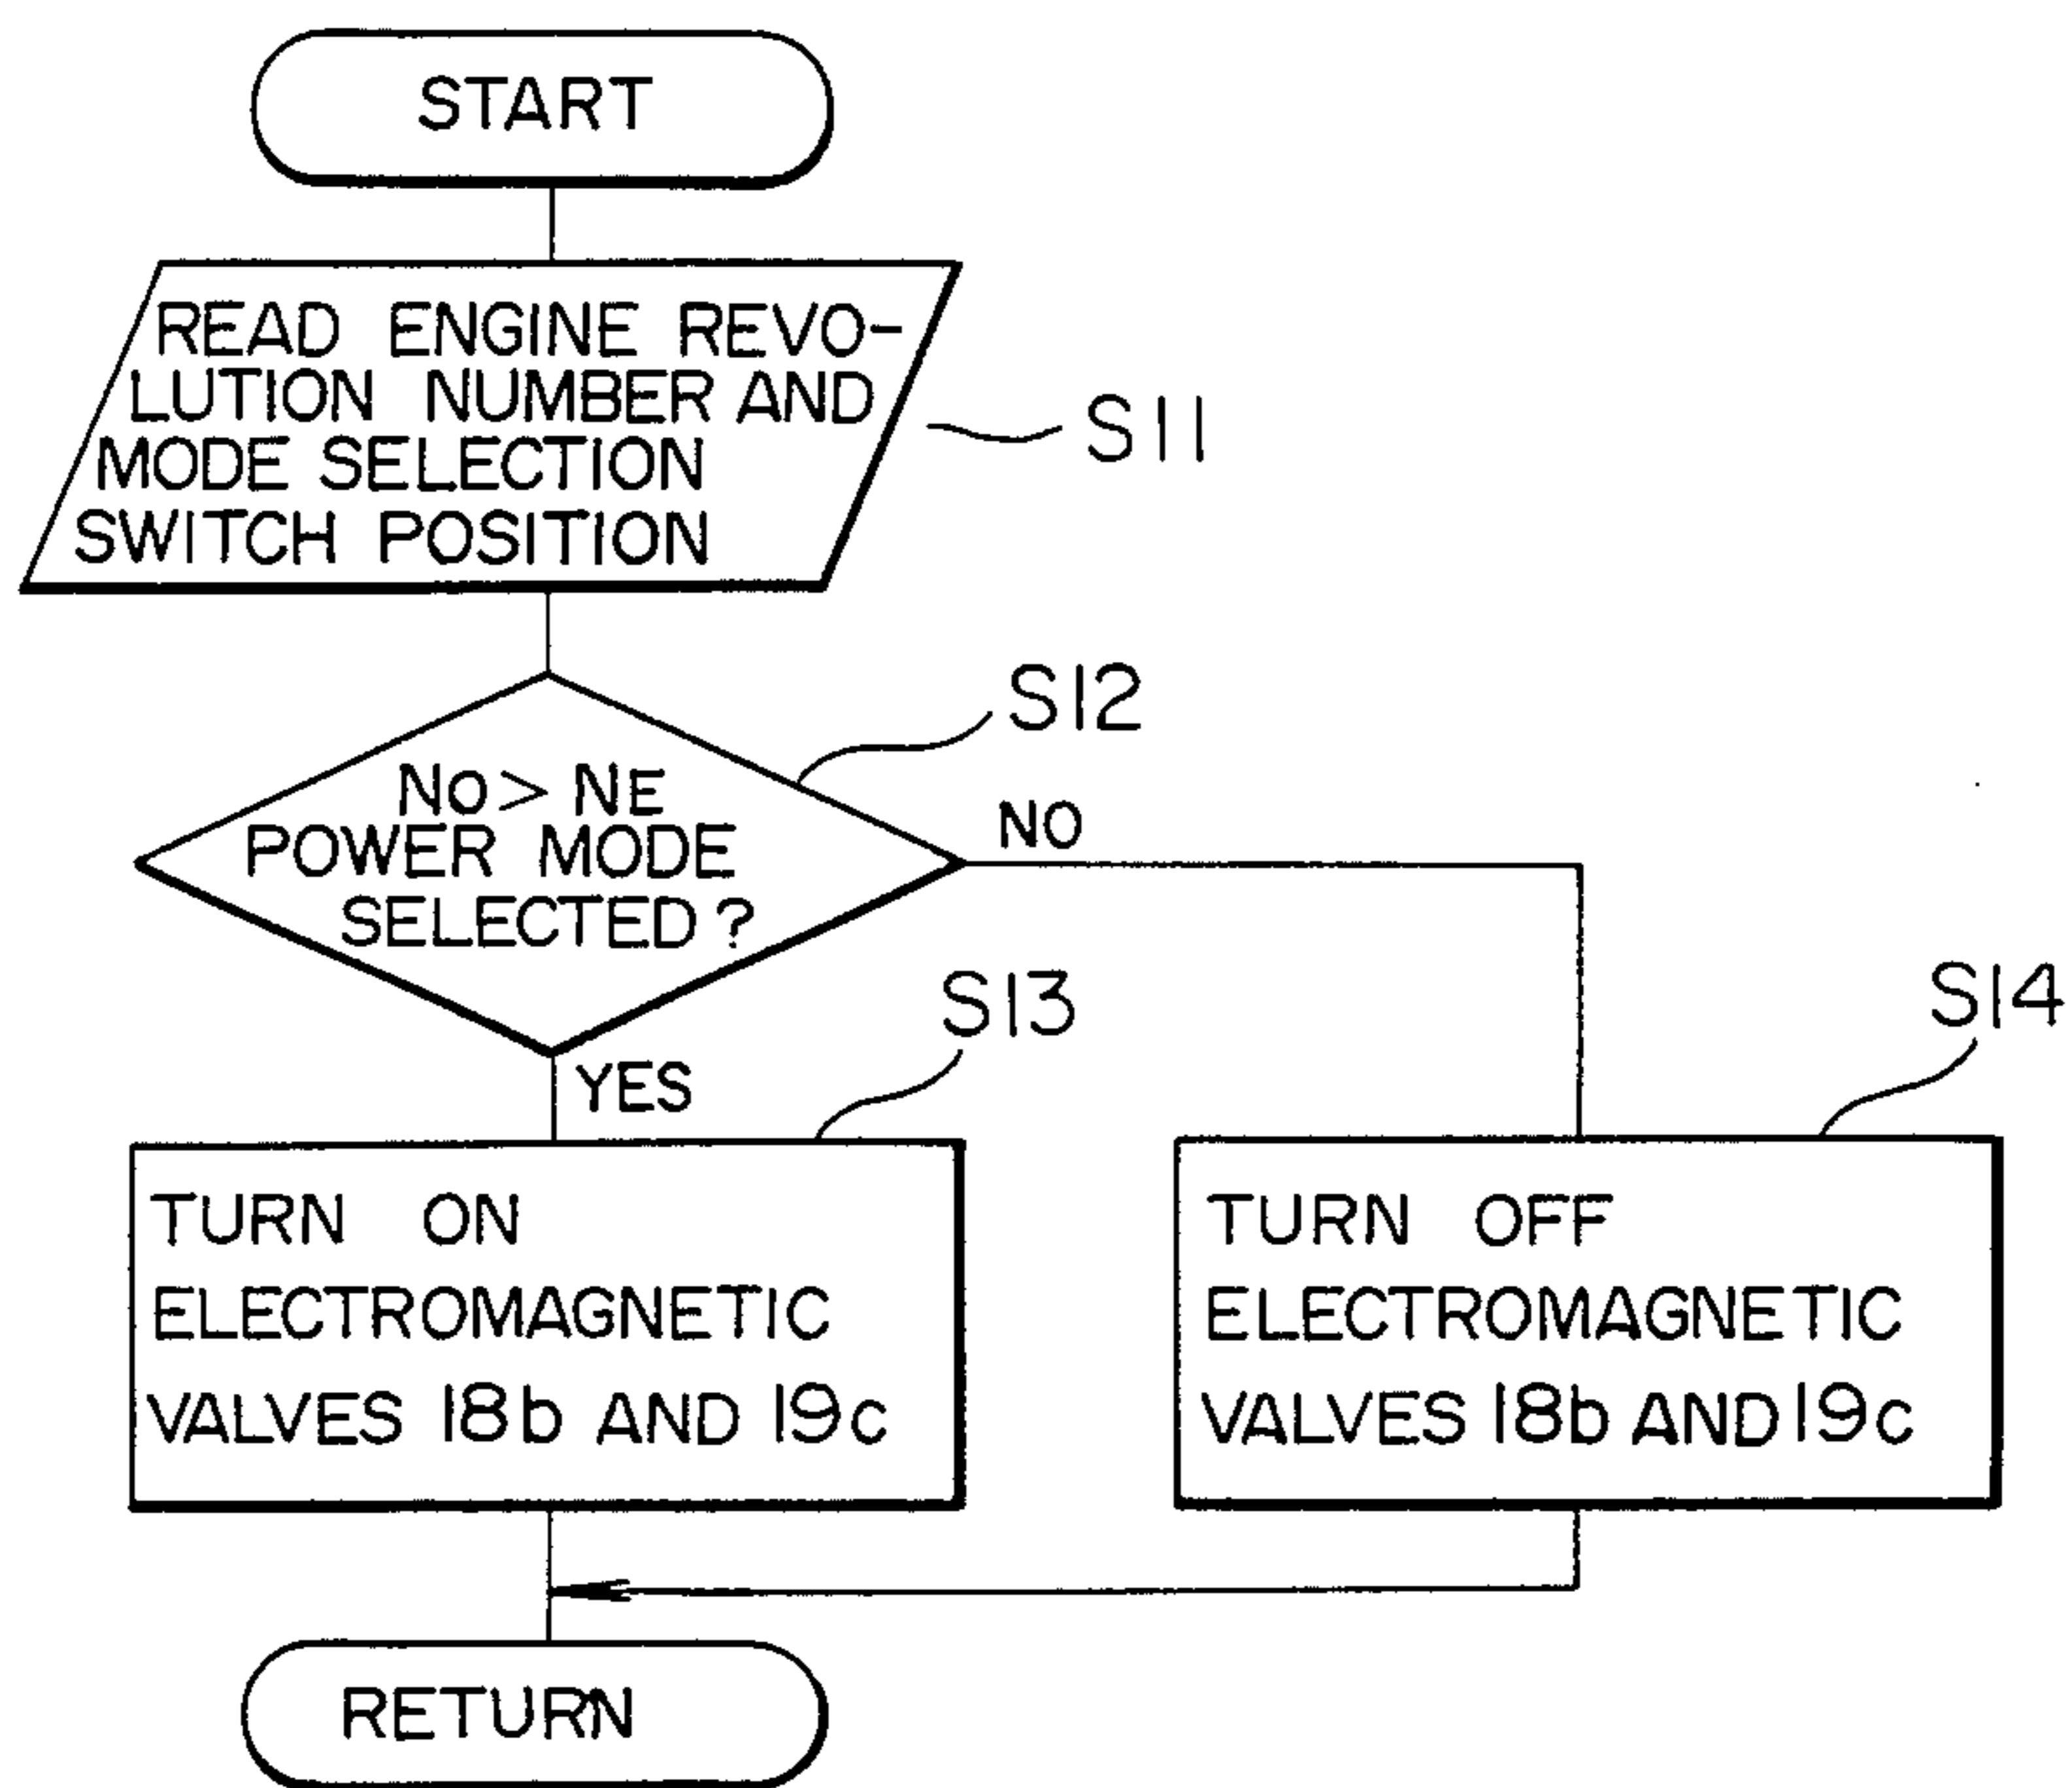 START
READ ENGINE REVO-
LUTION NUMBER AND
MODE SELECTION
SWITCH POSITION
S11
S12
No > NE
POWER MODE
SELECTED ?
NO
YES
S13
S14
TURN ON
ELECTROMAGNETIC
VALVES 18b AND 19c
TURN OFF
ELECTROMAGNETIC
VALVES 18b AND 19c
RETURN